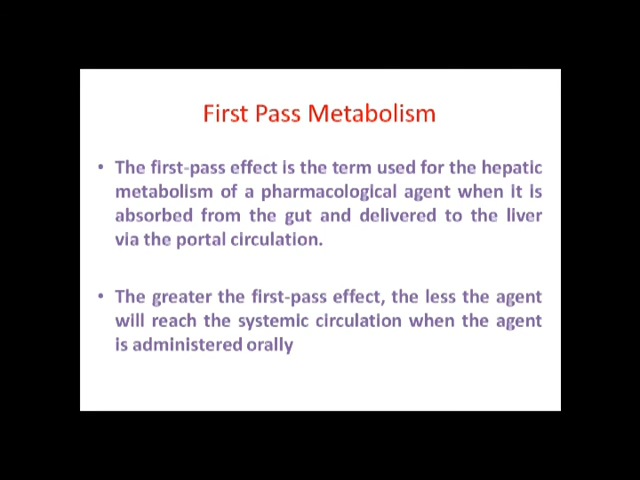 First Pass Metabolism
• The first-pass effect is the term used for the hepatic
metabolism of a pharmacological agent when it is
absorbed from the gut and delivered to the liver
via the portal circulation.
• The greater the first-pass effect, the less the agent
will reach the systemic circulation when the agent
is administered orally